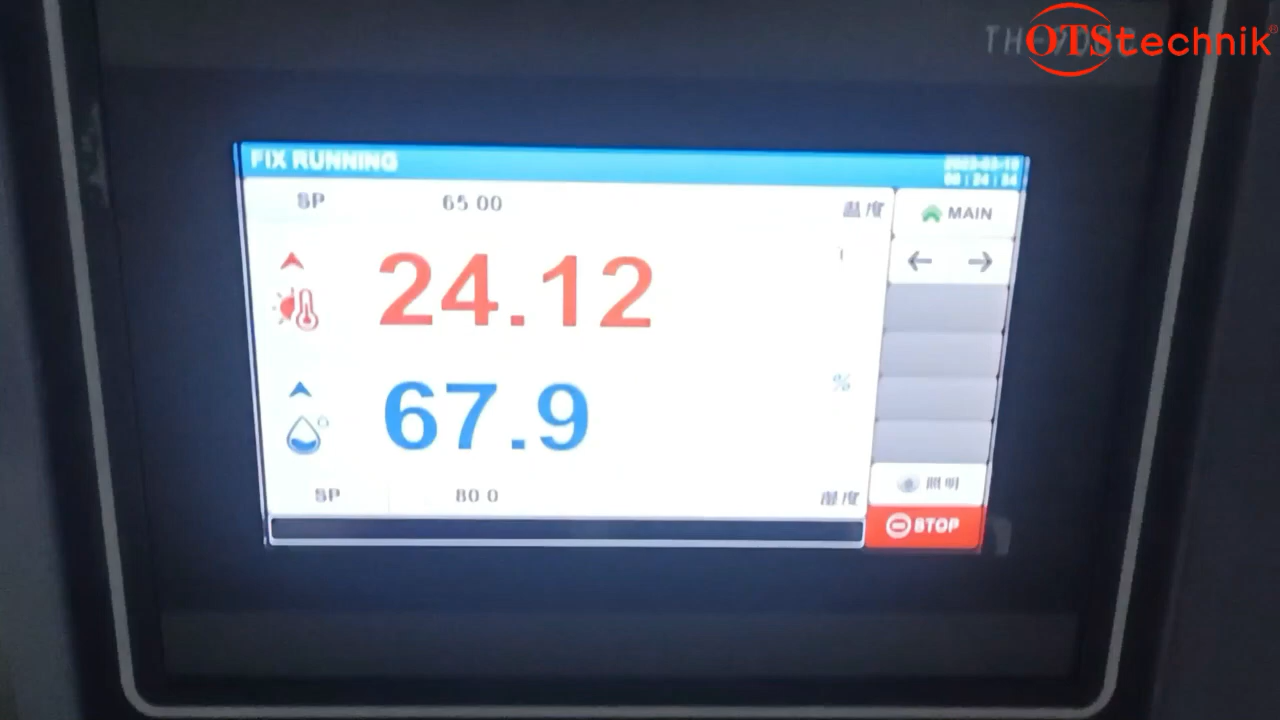 OTStechnik®
FIX RUNNING
SP 65 00 温度
MAIN
24.12
67.9
%
SP 80 0 湿度
照明
STOP